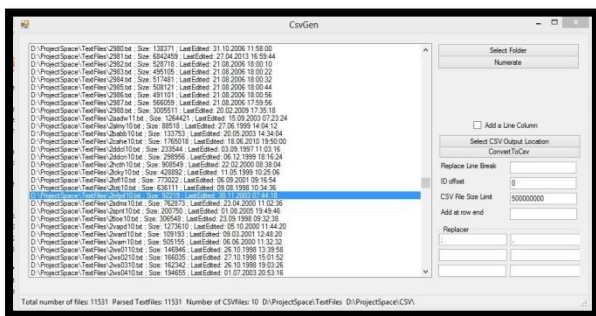 CsvGen
D:\ProjectSpace\TextFiles\2980.txt ; Size: 138371 ; LastEdited: 31.10.2006 11:58:00
D:\ProjectSpace\TextFiles\2981.txt ; Size: 6842459 ; LastEdited: 27.04.2013 16:59:44
D:\ProjectSpace\TextFiles\2982.txt ; Size: 528718 ; LastEdited: 21.08.2006 18:00:10
D:\ProjectSpace\TextFiles\2983.txt ; Size: 495105 ; LastEdited: 21.08.2006 18:00:22
D:\ProjectSpace\TextFiles\2984.txt ; Size: 517481 ; LastEdited: 21.08.2006 18:00:32
D:\ProjectSpace\TextFiles\2985.txt ; Size: 508121 ; LastEdited: 21.08.2006 18:00:44
D:\ProjectSpace\TextFiles\2986.txt ; Size: 491101 ; LastEdited: 21.08.2006 18:00:56
D:\ProjectSpace\TextFiles\2987.txt ; Size: 566059 ; LastEdited: 21.08.2006 17:59:56
D:\ProjectSpace\TextFiles\2988.txt ; Size: 3005511 ; LastEdited: 20.02.2009 17:35:18
D:\ProjectSpace\TextFiles\2aadw11.txt ; Size: 1264421 ; LastEdited: 15.09.2003 07:23:24
D:\ProjectSpace\TextFiles\2almy10.txt ; Size: 88518 ; LastEdited: 27.06.1999 14:04:12
D:\ProjectSpace\TextFiles\2babb10.txt ; Size: 133753 ; LastEdited: 20.05.2003 14:34:04
D:\ProjectSpace\TextFiles\2cahe10.txt ; Size: 1765018 ; LastEdited: 18.06.2010 19:50:00
D:\ProjectSpace\TextFiles\2ddcl10.txt ; Size: 233544 ; LastEdited: 03.09.1997 11:03:16
D:\ProjectSpace\TextFiles\2ddcn10.txt ; Size: 298956 ; LastEdited: 06.12.1999 18:16:24
D:\ProjectSpace\TextFiles\2hcth10.txt ; Size: 908549 ; LastEdited: 22.02.2000 08:38:04
D:\ProjectSpace\TextFiles\2lcky10.txt ; Size: 428892 ; LastEdited: 11.05.1999 10:25:06
D:\ProjectSpace\TextFiles\2lofl10.txt ; Size: 773022 ; LastEdited: 06.09.2001 09:16:54
D:\ProjectSpace\TextFiles\2lotj10.txt ; Size: 636111 ; LastEdited: 09.08.1998 10:34:36
D:\ProjectSpace\TextFiles\2mlyd10.txt ; Size: 92219 ; LastEdited: 30.11.2003 07:44:18
D:\ProjectSpace\TextFiles\2sdms10.txt ; Size: 762873 ; LastEdited: 23.04.2000 11:02:36
D:\ProjectSpace\TextFiles\2sprt10.txt ; Size: 200750 ; LastEdited: 01.08.2005 19:49:46
D:\ProjectSpace\TextFiles\2toie10.txt ; Size: 306548 ; LastEdited: 23.09.1998 09:32:38
D:\ProjectSpace\TextFiles\2vapd10.txt ; Size: 1273610 ; LastEdited: 05.10.2000 11:44:20
D:\ProjectSpace\TextFiles\2ward10.txt ; Size: 109193 ; LastEdited: 09.03.2001 12:48:20
D:\ProjectSpace\TextFiles\2warn10.txt ; Size: 505155 ; LastEdited: 06.06.2000 11:32:32
D:\ProjectSpace\TextFiles\2ws0110.txt ; Size: 146946 ; LastEdited: 26.10.1998 13:39:58
D:\ProjectSpace\TextFiles\2ws0210.txt ; Size: 166035 ; LastEdited: 27.10.1998 15:01:52
D:\ProjectSpace\TextFiles\2ws0310.txt ; Size: 162342 ; LastEdited: 26.10.1998 19:03:26
D:\ProjectSpace\TextFiles\2ws0410.txt ; Size: 194655 ; LastEdited: 01.07.2003 20:53:16
Select Folder
Numerate
Add a Line Column
Select CSV Output Location
ConvertToCsv
Replace Line Break
ID offset 0
CSV File Size Limit 500000000
Add at row end
Replacer
; ,
Total number of files: 11531 Parsed Textfiles: 11531 Number of CSVfiles: 10 D:\ProjectSpace\TextFiles D:\ProjectSpace\CSV\